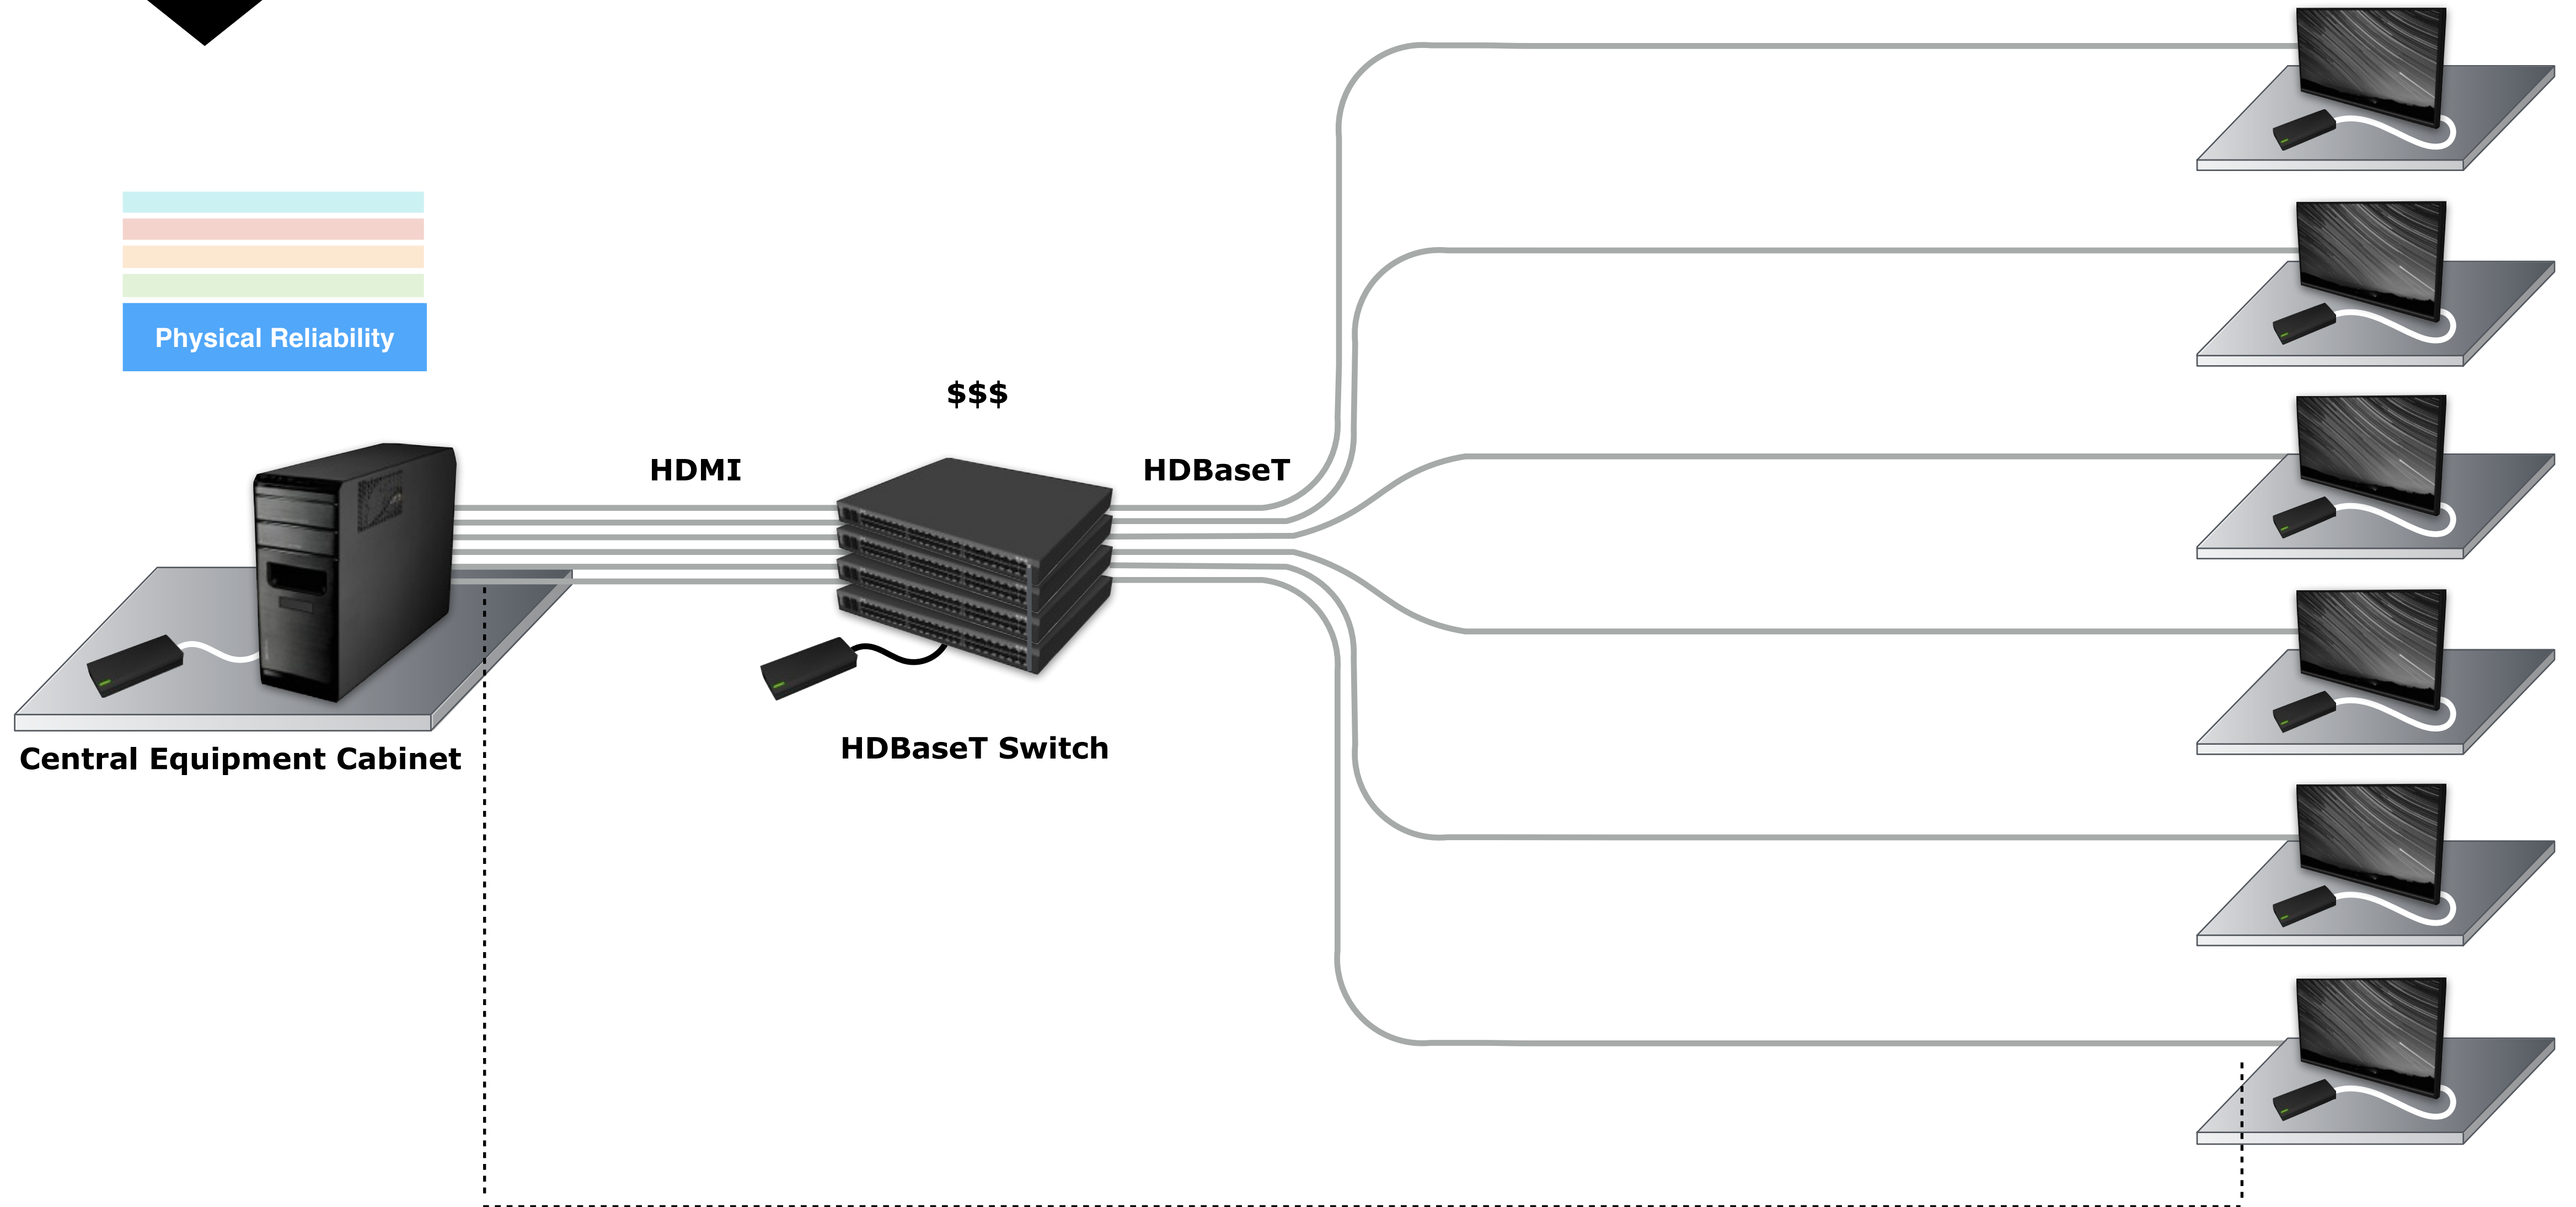 Physical Reliability
$$$
HDMI
HDBaseT
Central Equipment Cabinet
HDBaseT Switch